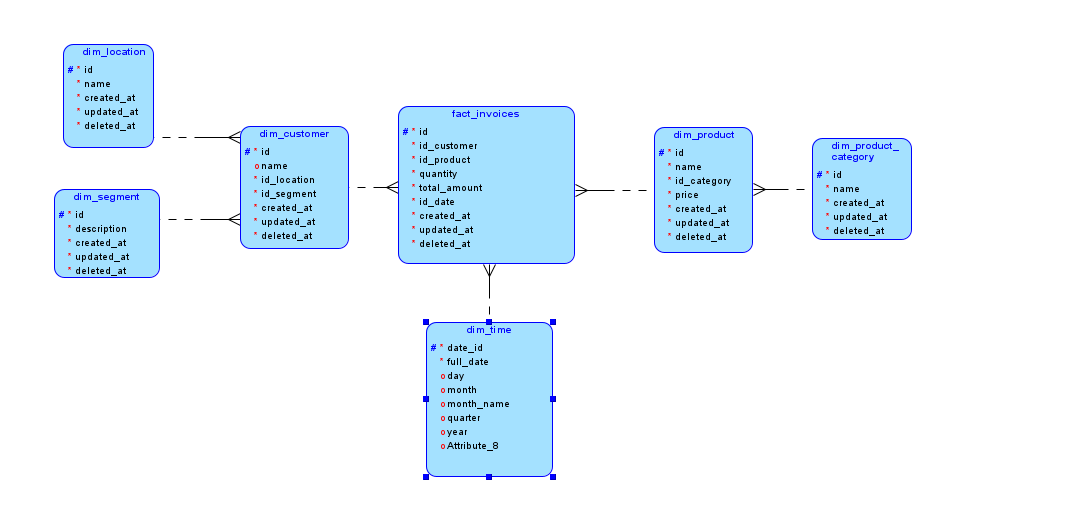 dim_location
# * id
* name
* created_at
* updated_at
* deleted_at
dim_segment
# * id
* description
* created_at
* updated_at
* deleted_at
dim_customer
# * id
o name
* id_location
* id_segment
* created_at
* updated_at
* deleted_at
fact_invoices
# * id
* id_customer
* id_product
* quantity
* total_amount
* id_date
* created_at
* updated_at
* deleted_at
dim_product
# * id
* name
* id_category
* price
* created_at
* updated_at
* deleted_at
dim_product_
category
# * id
* name
* created_at
* updated_at
* deleted_at
dim_time
# * date_id
* full_date
o day
o month
o month_name
o quarter
o year
o Attribute_8